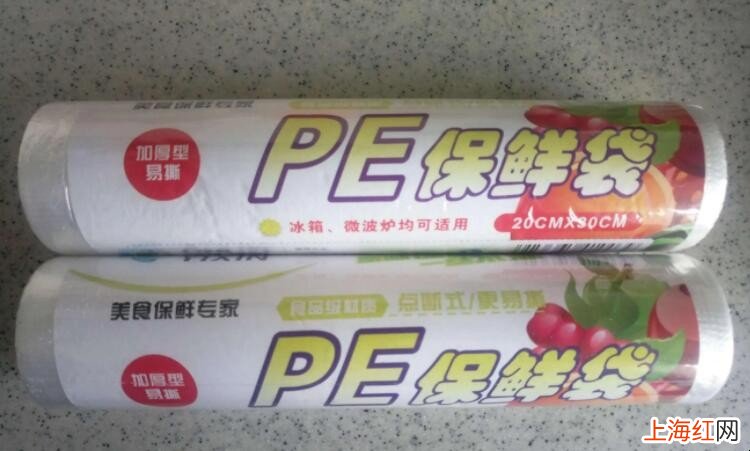 美食保鲜专家
加厚型
易撕
PE保鲜袋
冰箱、微波炉均可适用
20CMX30CM
美食保鲜专家
食品级材质
点断式/更易撕
加厚型
易撕
PE保鲜袋
上海红网